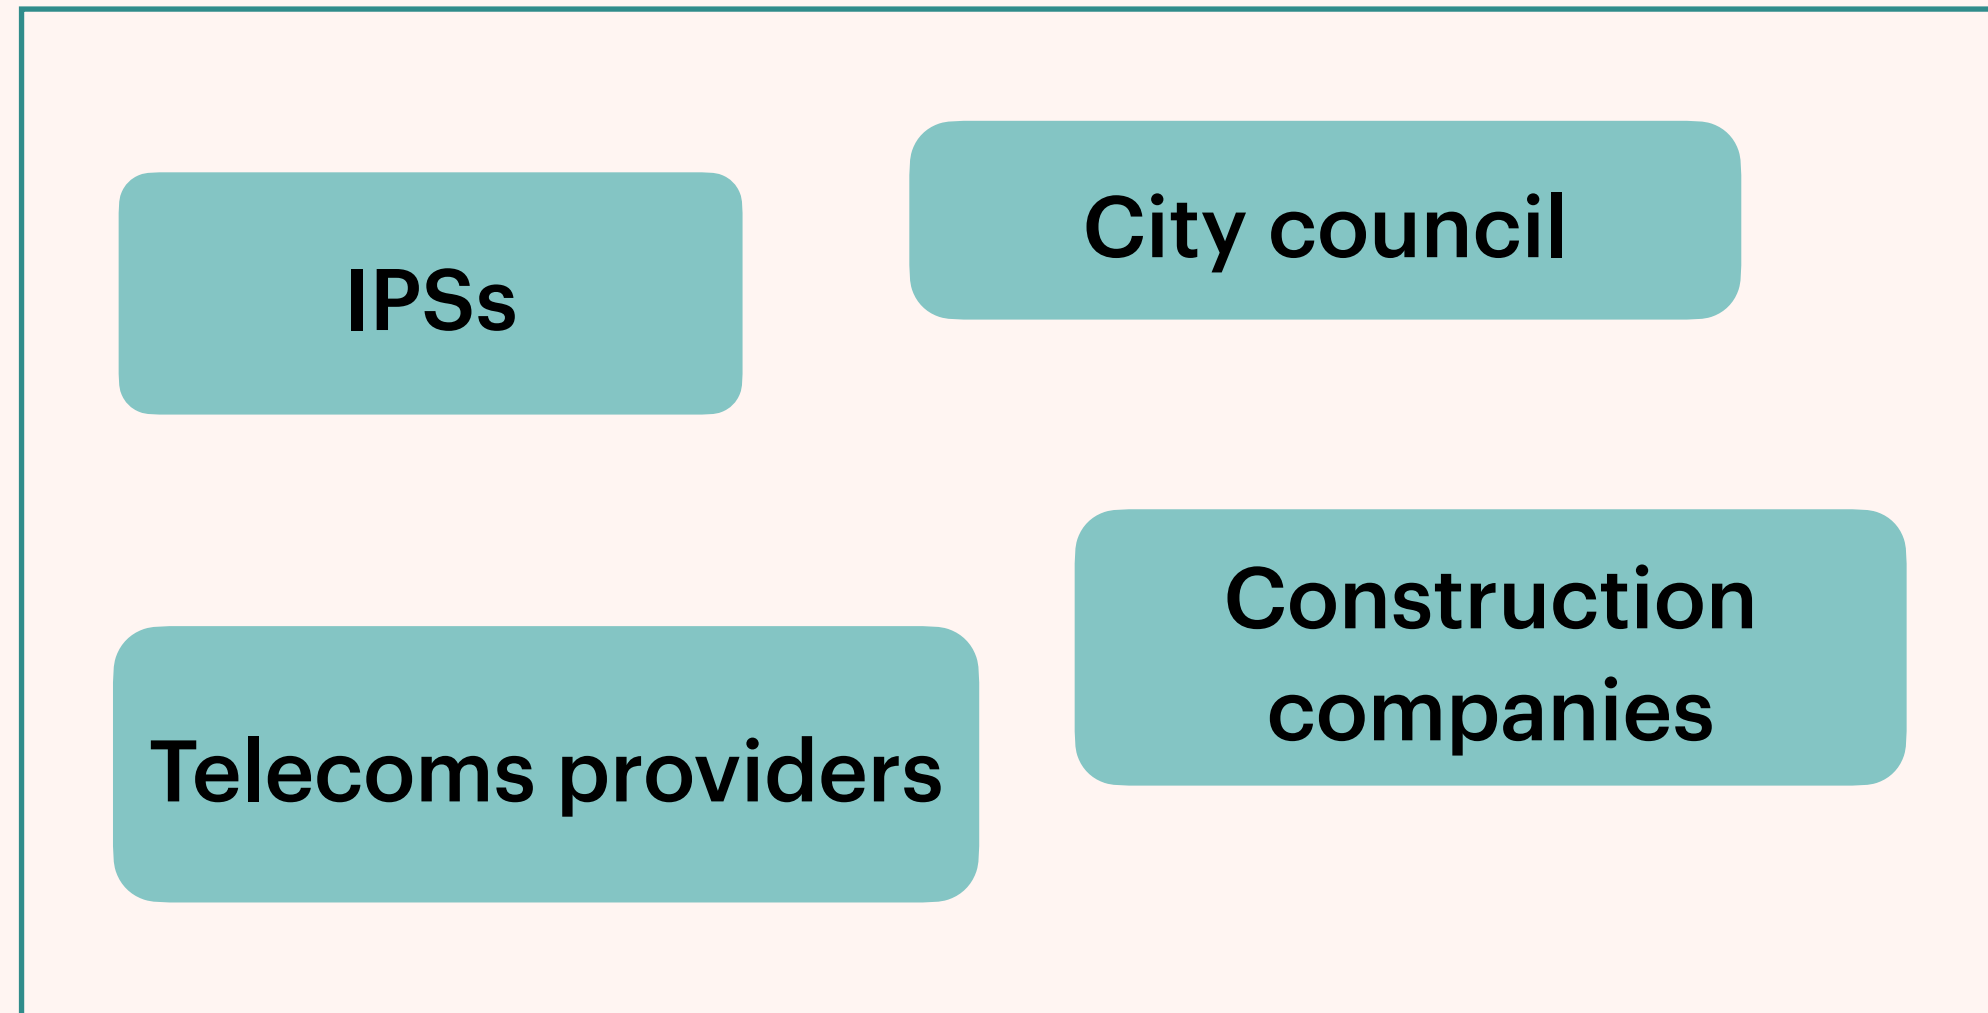 IPSs
City council
Telecoms providers
Construction
companies